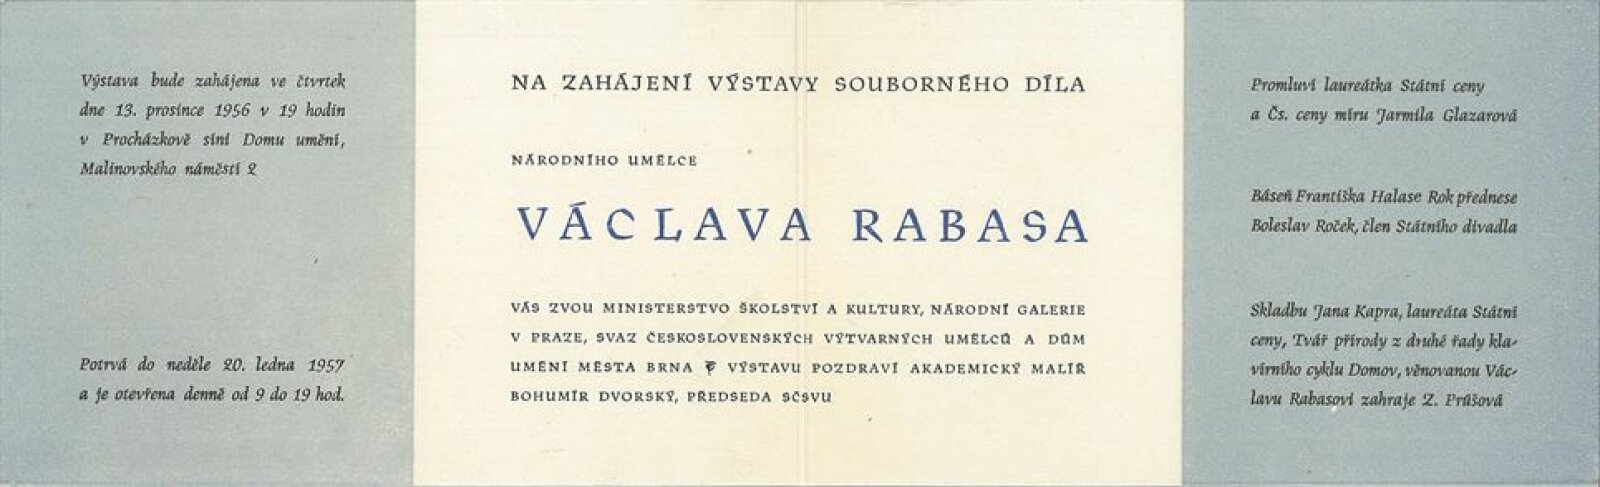 Výstava bude zahájena ve čtvrtek
dne 13. prosince 1956 v 19 hodin
v Procházkově síni Domu umění,
Malinovského náměstí 2
Potrvá do neděle 20. ledna 1957
a je otevřena denně od 9 do 19 hod.
NA ZAHÁJENÍ VÝSTAVY SOUBORNÉHO DÍLA
NÁRODNÍHO UMĚLCE
VÁCLAVA RABASA
VÁS ZVOU MINISTERSTVO ŠKOLSTVÍ A KULTURY, NÁRODNÍ GALERIE
V PRAZE, SVAZ ČESKOSLOVENSKÝCH VÝTVARNÝCH UMĚLCŮ A DŮM
UMĚNÍ MĚSTA BRNA VÝSTAVU POZDRAVÍ AKADEMICKÝ MALÍŘ
BOHUMÍR DVORSKÝ, PŘEDSEDA SČSVU
Promluví laureátka Státní ceny
a Čs. ceny míru Jarmila Glazarová
Báseň Františka Halase Rok přednese
Boleslav Roček, člen Státního divadla
Skladbu Jana Kapra, laureáta Státní
ceny, Tvář přírody z druhé řady kla-
vírního cyklu Domov, věnovanou Vác-
lavu Rabasovi zahraje Z. Průšová